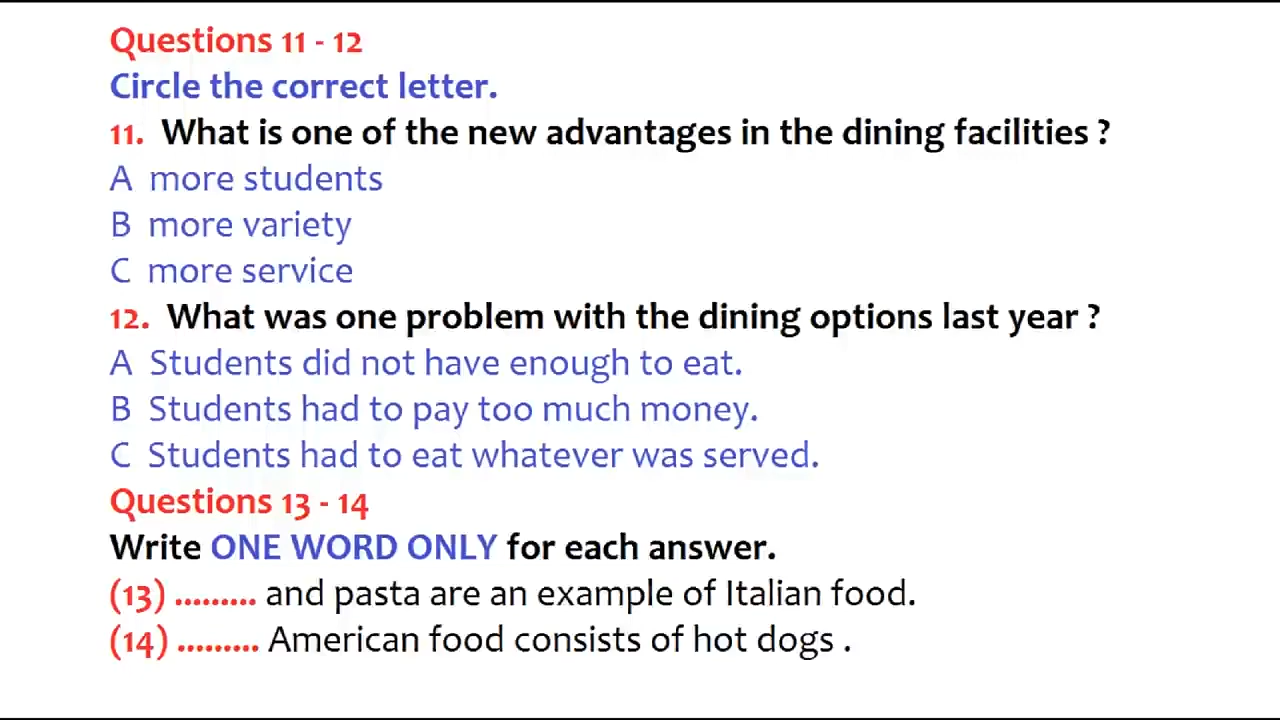 Questions 11 - 12
Circle the correct letter.
11. What is one of the new advantages in the dining facilities ?
A more students
B more variety
C more service
12. What was one problem with the dining options last year ?
A Students did not have enough to eat.
B Students had to pay too much money.
C Students had to eat whatever was served.
Questions 13 - 14
Write ONE WORD ONLY for each answer.
(13) ......... and pasta are an example of Italian food.
(14) ......... American food consists of hot dogs .